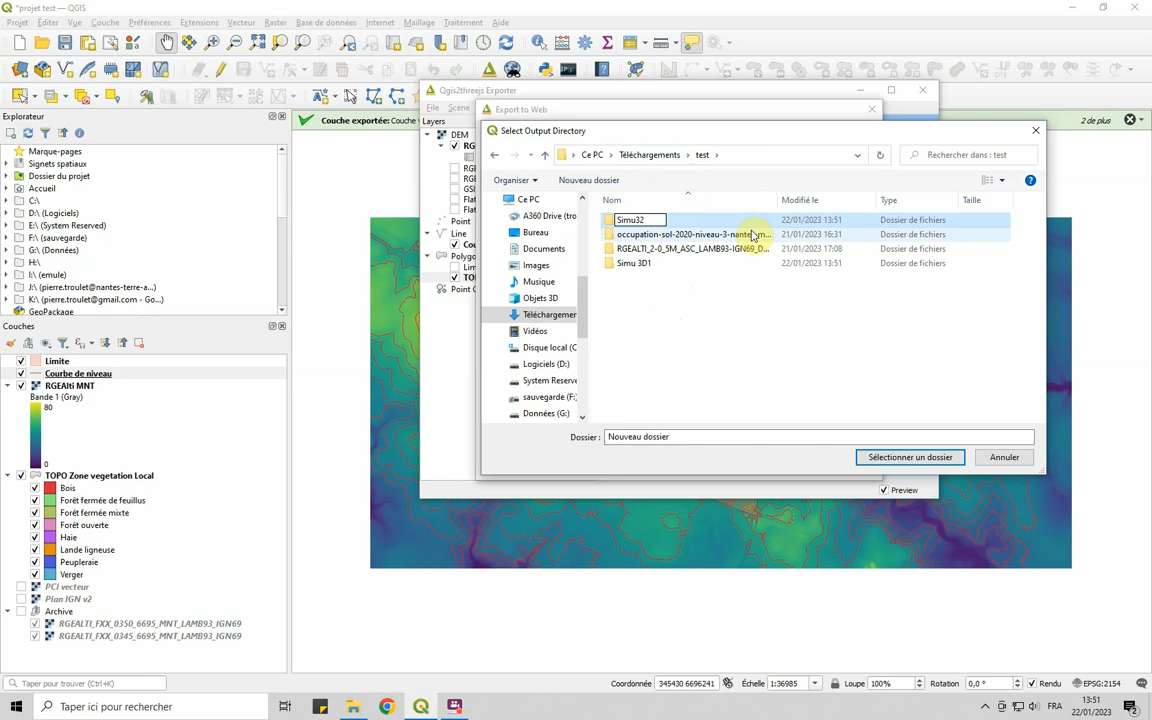 *projet test — QGIS
Projet Éditer Vue Couche Préférences Extensions Vecteur Raster Base de données Internet Maillage Traitement Aide
Explorateur
Marque-pages
Signets spatiaux
Dossier du projet
Accueil
C:\
D:\ (Logiciels)
E:\ (System Reserved)
F:\ (sauvegarde)
G:\ (Données)
H:\
I:\ (emule)
J:\ (pierre.troulet@nantes-terre-a...)
K:\ (pierre.troulet@gmail.com - Goo...)
GeoPackage
Couches
Limite
Courbe de niveau
RGEAlti MNT
Bande 1 (Gray)
80
0
TOPO Zone vegetation Local
Bois
Forêt fermée de feuillus
Forêt fermée mixte
Forêt ouverte
Haie
Lande ligneuse
Peupleraie
Verger
PCI vecteur
Plan IGN v2
Archive
RGEALTI_FXX_0350_6695_MNT_LAMB93_IGN69
RGEALTI_FXX_0345_6695_MNT_LAMB93_IGN69
Couche exportée: Couche
2 de plus
Qgis2threejs Exporter
File Scene
Layers
DEM
Point
Line
Polygo
Point C
Preview
Export to Web
Select Output Directory
Ce PC > Téléchargements > test >
Rechercher dans : test
Organiser
Nouveau dossier
Nom Modifié le Type Taille
Simu32 22/01/2023 13:51 Dossier de fichiers
occupation-sol-2020-niveau-3-nante 21/01/2023 16:31 Dossier de fichiers
RGEALTI_2-0_5M_ASC_LAMB93-IGN69_D... 21/01/2023 17:08 Dossier de fichiers
Simu 3D1 22/01/2023 13:51 Dossier de fichiers
Ce PC
A360 Drive (tro
Bureau
Documents
Images
Musique
Objets 3D
Téléchargemen
Vidéos
Disque local (C
Logiciels (D:)
System Reserve
sauvegarde (F:)
Données (G:)
Dossier : Nouveau dossier
Sélectionner un dossier Annuler
Taper pour trouver (Ctrl+K)
Coordonnée 345430 6696241 Échelle 1:36985 Loupe 100% Rotation 0,0 ° Rendu EPSG:2154
Taper ici pour rechercher
FRA
13:51
22/01/2023
2